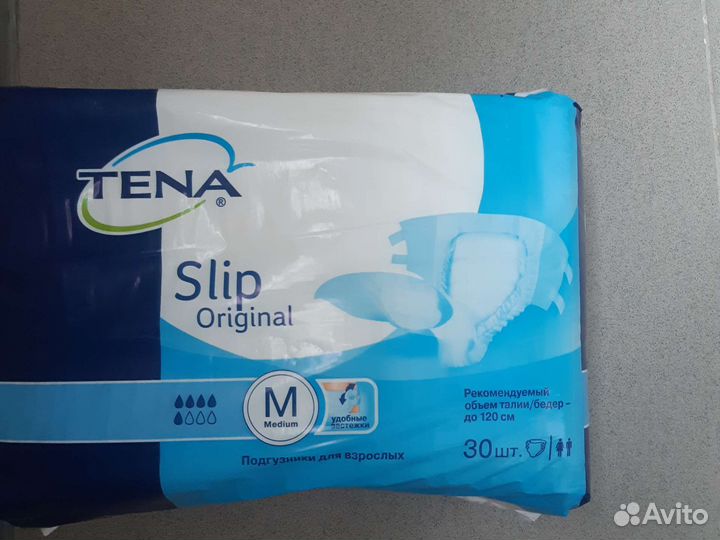 TENA®
Slip
Original
M
Medium
удобные
застежки
Рекомендуемый
объем талии/бедер –
до 120 см
Подгузники для взрослых
30шт.
Avito